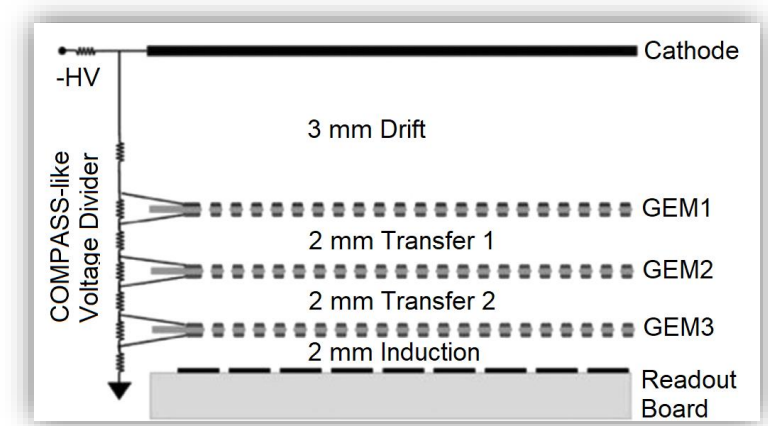 Cathode
-HV
3 mm Drift
COMPASS-like
Voltage Divider
GEM1
2 mm Transfer 1
GEM2
2 mm Transfer 2
GEM3
2 mm Induction
Readout
Board